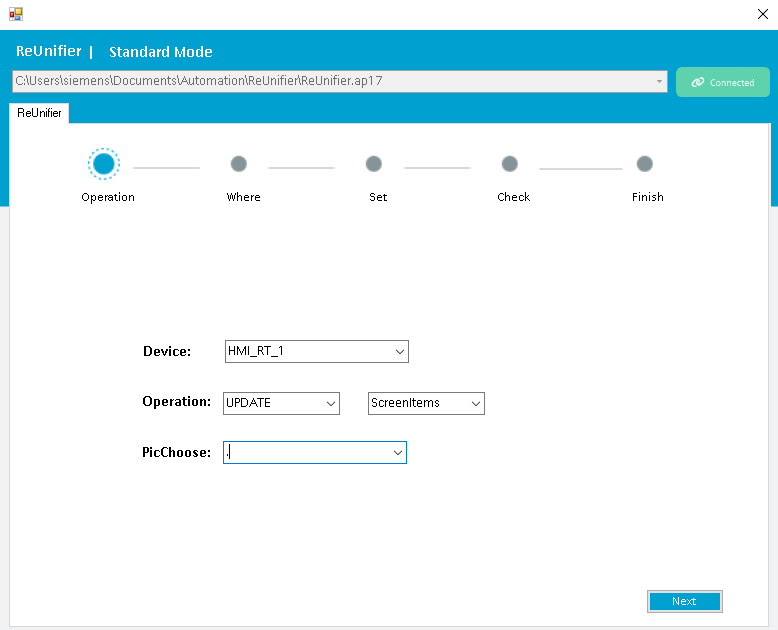 ReUnifier | Standard Mode
C:\Users\siemens\Documents\Automation\ReUnifier\ReUnifier.ap17
Connected
ReUnifier
Operation Where Set Check Finish
Device: HMI_RT_1
Operation: UPDATE ScreenItems
PicChoose: .
Next